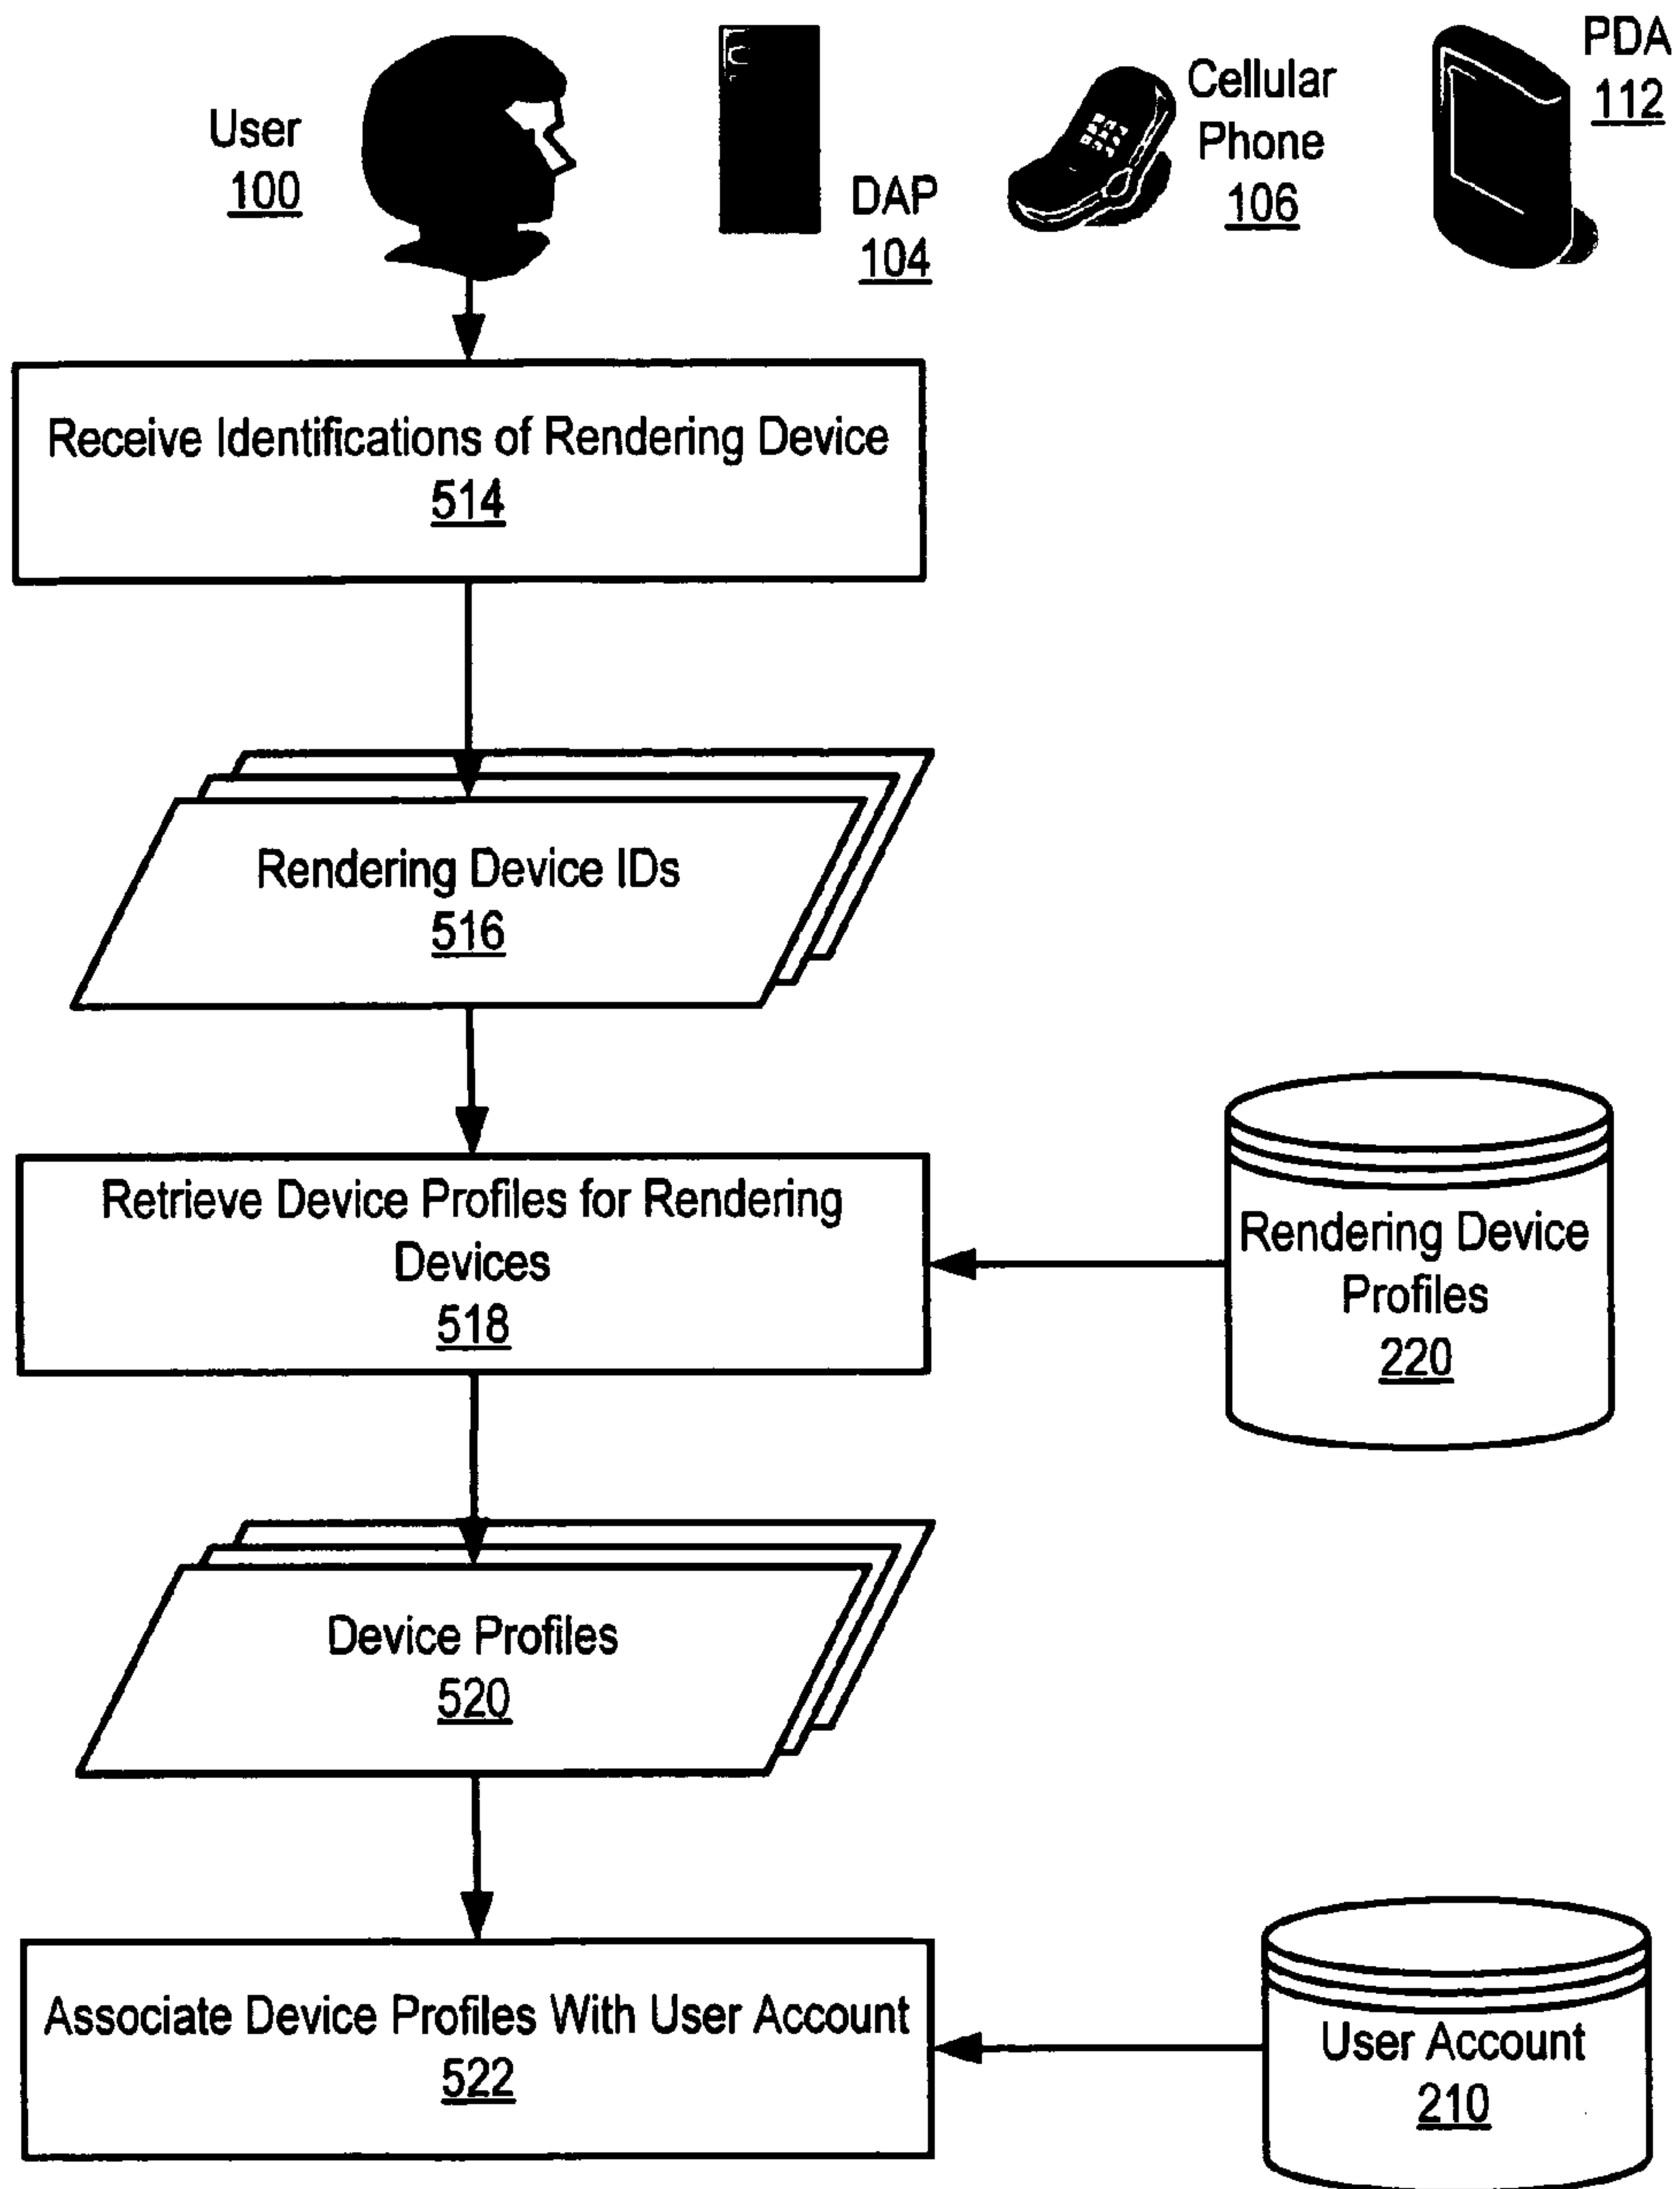 User
100
DAP
104
Cellular
Phone
106
PDA
112
Receive Identifications of Rendering Device
514
Rendering Device IDs
516
Retrieve Device Profiles for Rendering
Devices
518
Rendering Device
Profiles
220
Device Profiles
520
Associate Device Profiles With User Account
522
User Account
210